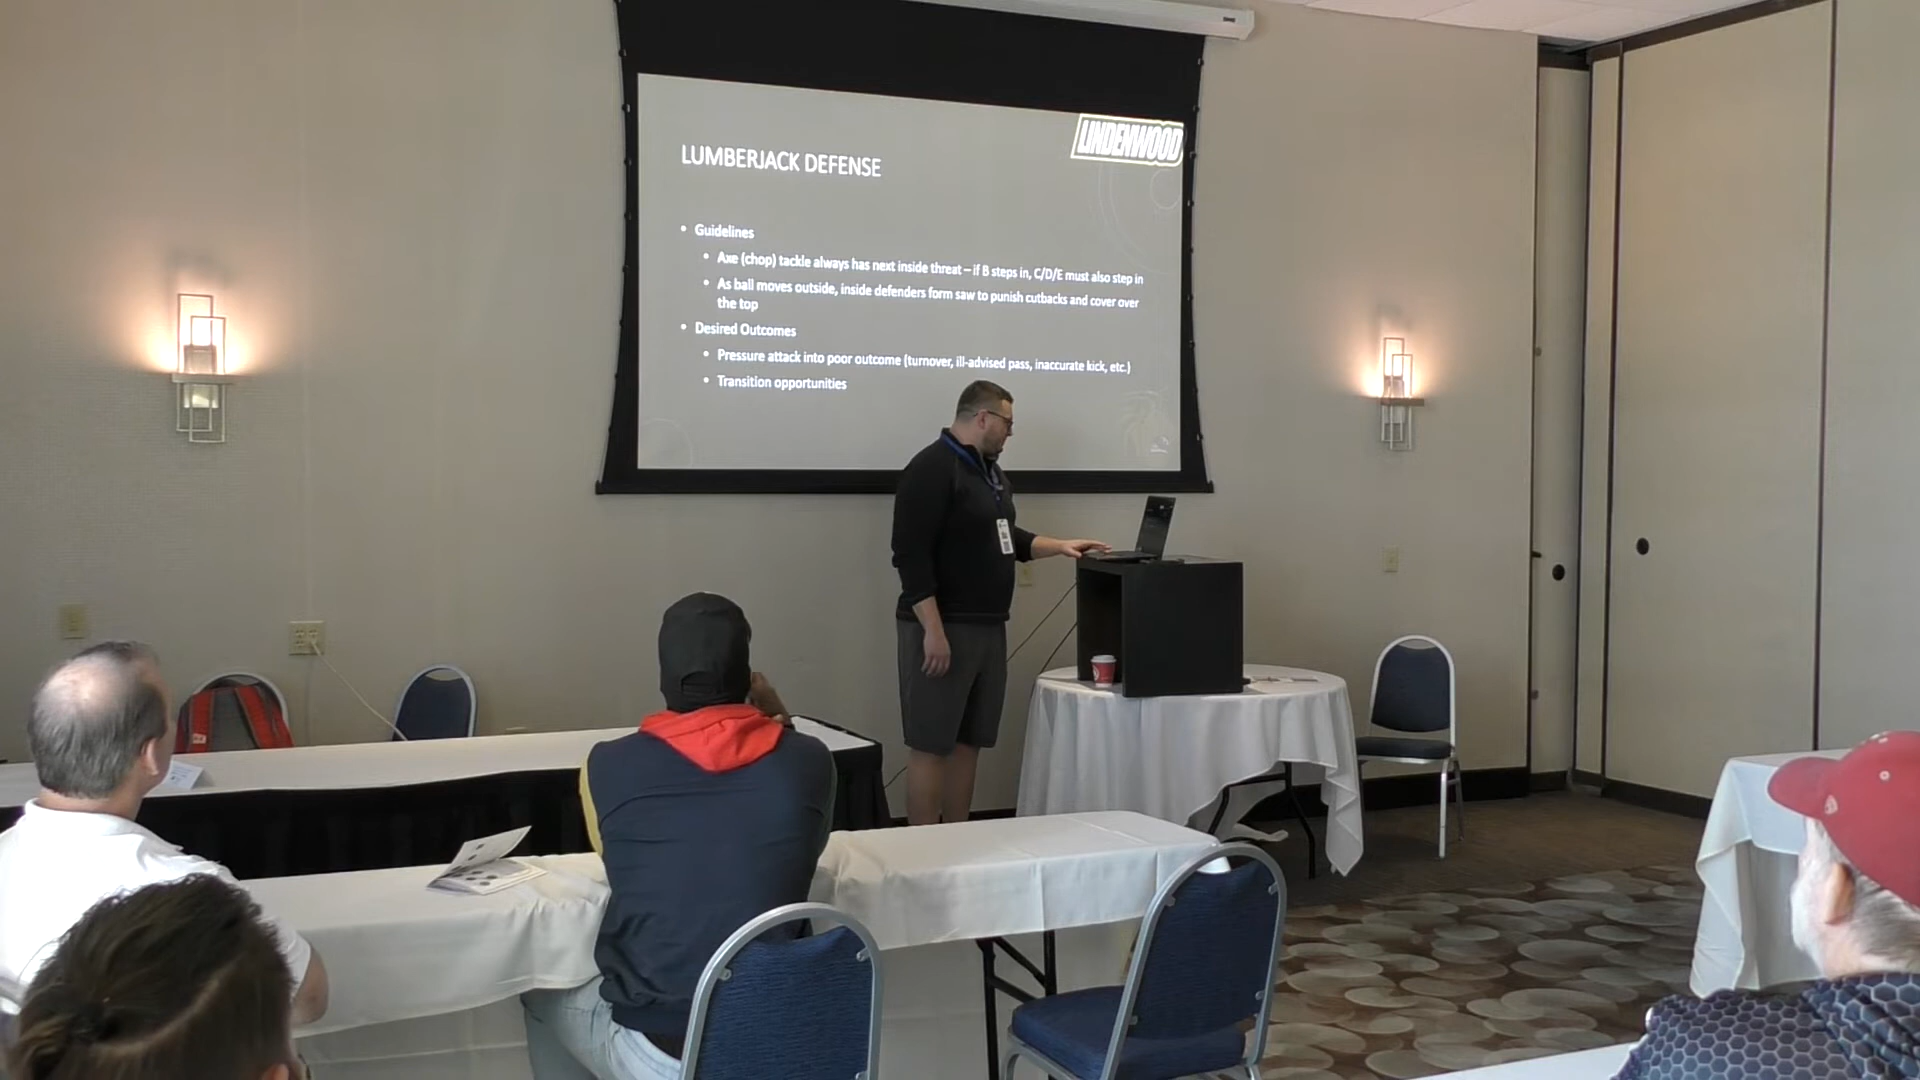 LINDENWOOD
LUMBERJACK DEFENSE
• Guidelines
• Axe (chop) tackle always has next inside threat – if B steps in, C/D/E must also step in
• As ball moves outside, inside defenders form saw to punish cutbacks and cover over
the top
• Desired Outcomes
• Pressure attack into poor outcome (turnover, ill-advised pass, inaccurate kick, etc.)
• Transition opportunities